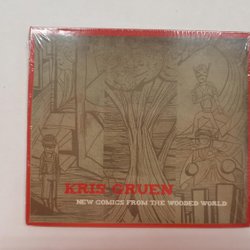 KRIS GRUEN
NEW COMICS FROM THE WOODED WORLD